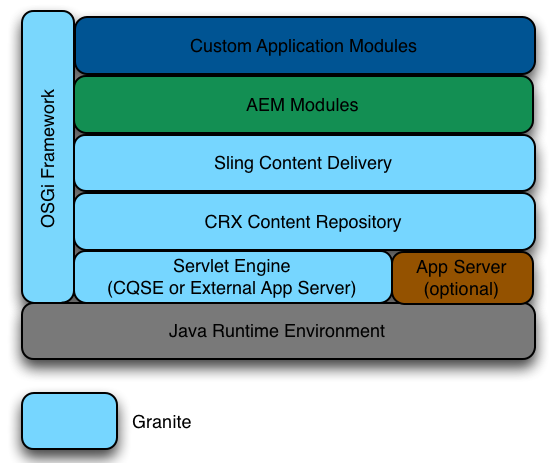 OSGi Framework
Custom Application Modules
AEM Modules
Sling Content Delivery
CRX Content Repository
Servlet Engine
(CQSE or External App Server)
App Server
(optional)
Java Runtime Environment
Granite